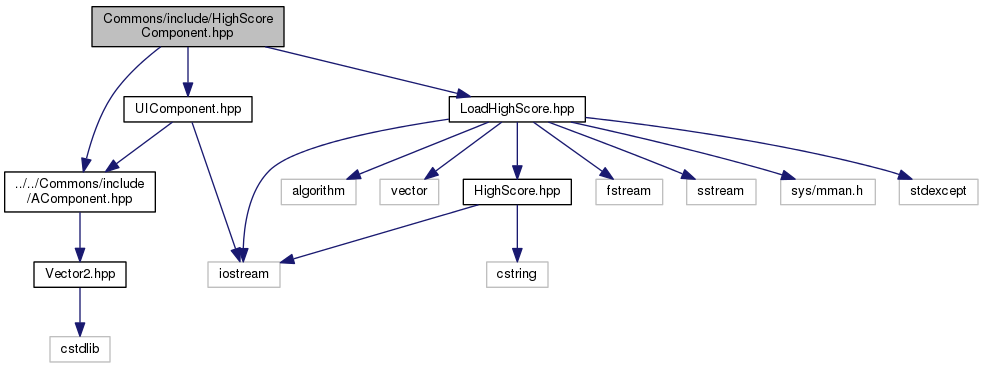 Commons/include/HighScore
Component.hpp
UIComponent.hpp
LoadHighScore.hpp
../../Commons/include
/AComponent.hpp
algorithm
vector
HighScore.hpp
fstream
sstream
sys/mman.h
stdexcept
Vector2.hpp
iostream
cstring
cstdlib